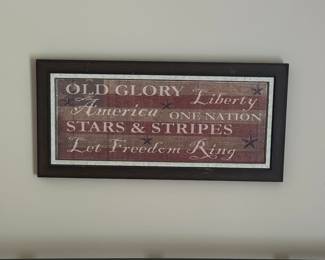 OLD GLORY Liberty
America ONE NATION
STARS & STRIPES
Let Freedom Ring